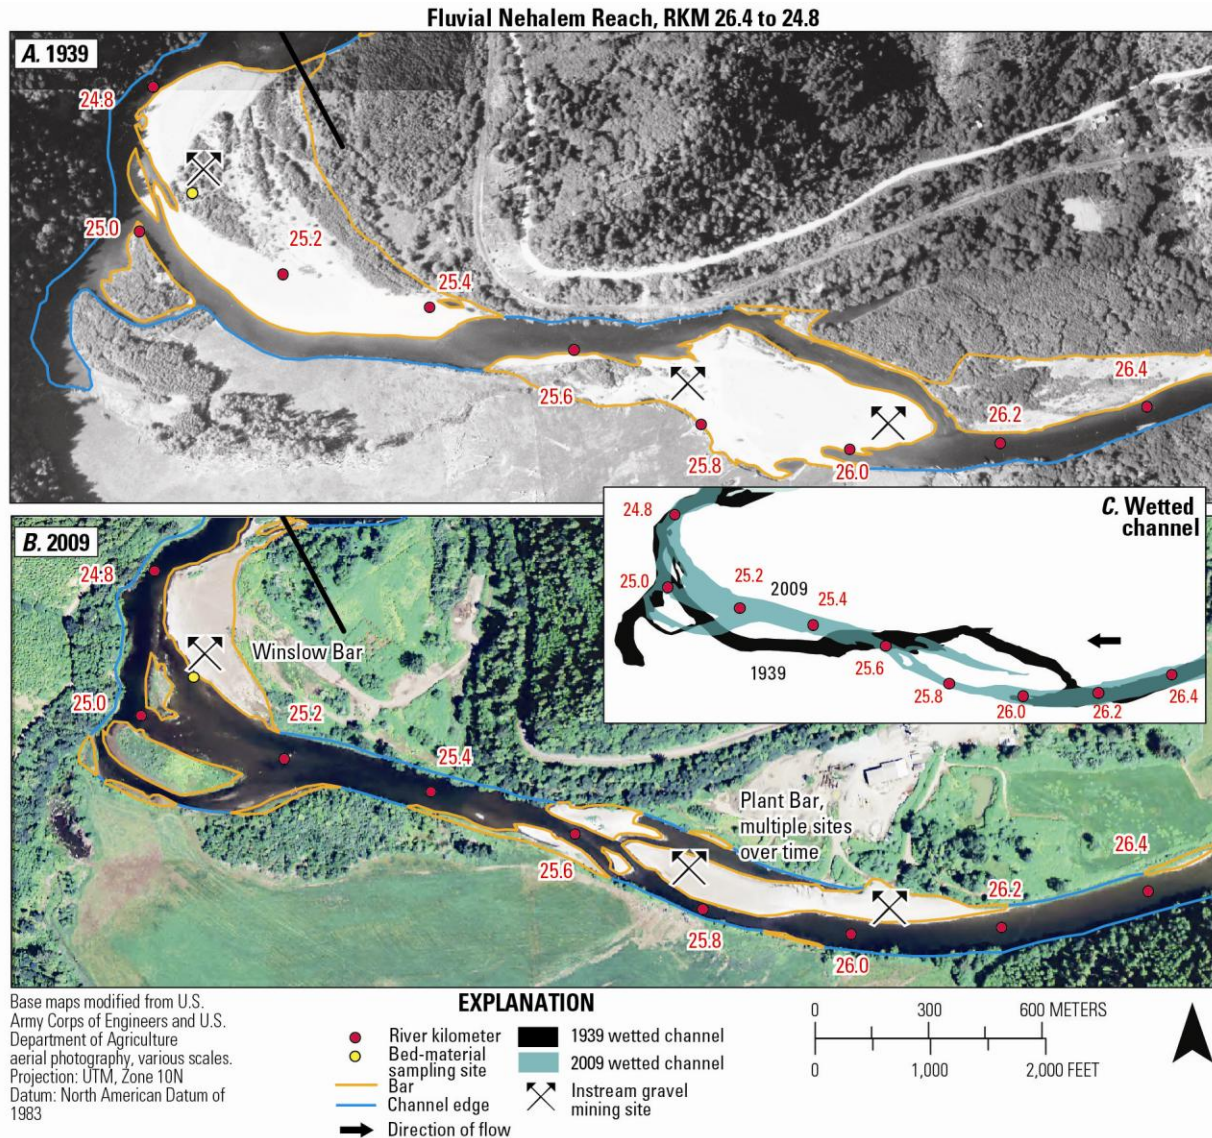 Fluvial Nehalem Reach, RKM 26.4 to 24.8
A. 1939
24.8
25.0
25.2
25.4
25.6
25.8
26.0
26.2
26.4
B. 2009
24.8
25.0
Winslow Bar
25.2
25.4
25.6
25.8
26.0
26.2
26.4
Plant Bar,
multiple sites
over time
C. Wetted
channel
24.8
25.0
25.2
2009
25.4
1939
25.6
25.8
26.0
26.2
26.4
Base maps modified from U.S.
Army Corps of Engineers and U.S.
Department of Agriculture
aerial photography, various scales.
Projection: UTM, Zone 10N
Datum: North American Datum of
1983
EXPLANATION
River kilometer
Bed-material
sampling site
Bar
Channel edge
Direction of flow
1939 wetted channel
2009 wetted channel
Instream gravel
mining site
0 300 600 METERS
0 1,000 2,000 FEET